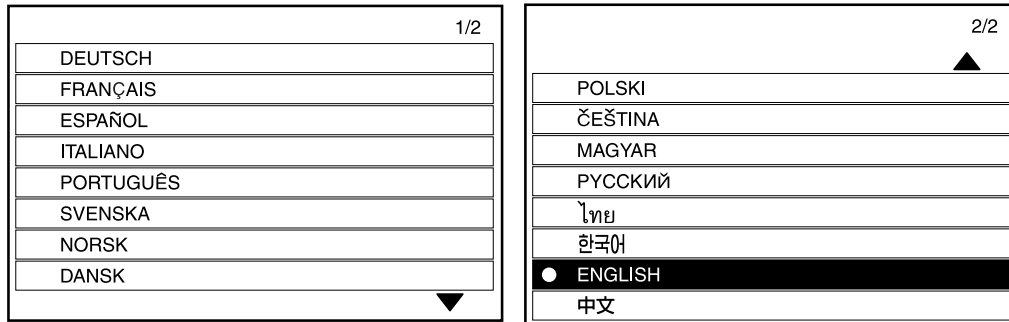 1/2
DEUTSCH
FRANÇAIS
ESPAÑOL
ITALIANO
PORTUGUÊS
SVENSKA
NORSK
DANSK
2/2
POLSKI
ČEŠTINA
MAGYAR
РУССКИЙ
ไทย
한국어
ENGLISH
中文